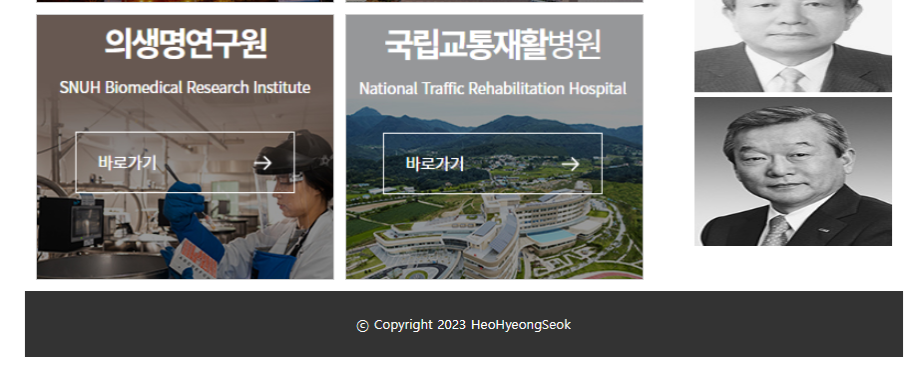 의생명연구원
SNUH Biomedical Research Institute
바로가기 →
국립교통재활병원
National Traffic Rehabilitation Hospital
바로가기 →
ⓒ Copyright 2023 HeoHyeongSeok